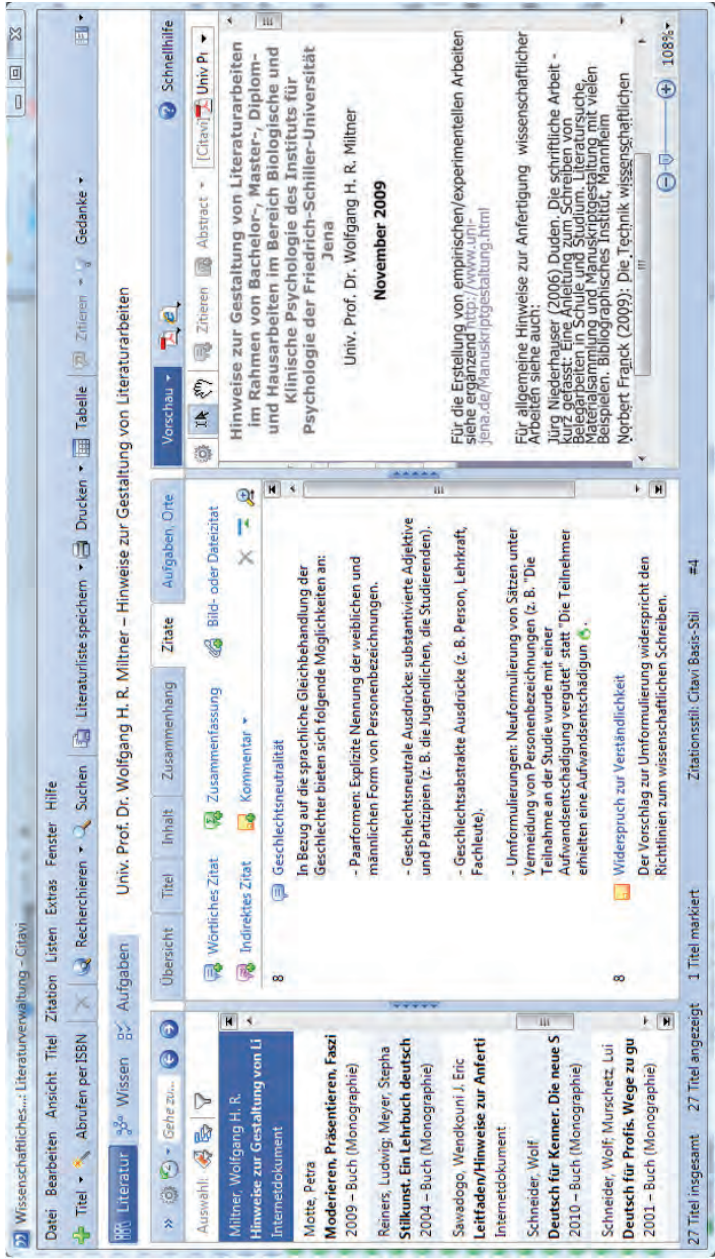 Wissenschaftliches...: Literaturverwaltung - Citavi
Datei Bearbeiten Ansicht Titel Zitation Listen Extras Fenster Hilfe
Titel Abrufen per ISBN Recherchieren Suchen Literaturliste speichern Drucken Tabelle Zitieren Gedanke
Literatur Wissen Aufgaben
Univ. Prof. Dr. Wolfgang H. R. Miltner – Hinweise zur Gestaltung von Literaturarbeiten
Gehe zu...
Auswahl:
Miltner, Wolfgang H. R.
Hinweise zur Gestaltung von Li
Internetdokument
Motte, Petra
Moderieren, Präsentieren, Faszi
2009 – Buch (Monographie)
Reiners, Ludwig; Meyer, Stepha
Stilkunst. Ein Lehrbuch deutsch
2004 – Buch (Monographie)
Sawadogo, Wendkouni J. Eric
Leitfaden/Hinweise zur Anferti
Internetdokument
Schneider, Wolf
Deutsch für Kenner. Die neue S
2010 – Buch (Monographie)
Schneider, Wolf; Murschetz, Lui
Deutsch für Profis. Wege zu gu
2001 – Buch (Monographie)
Übersicht Titel Inhalt Zusammenhang Zitate Aufgaben, Orte
Wörtliches Zitat Zusammenfassung Bild- oder Dateizitat
Indirektes Zitat Kommentar
8 Geschlechtsneutralität
In Bezug auf die sprachliche Gleichbehandlung der
Geschlechter bieten sich folgende Möglichkeiten an:
- Paarformen: Explizite Nennung der weiblichen und
männlichen Form von Personenbezeichnungen.
- Geschlechtsneutrale Ausdrücke: substantivierte Adjektive
und Partizipien (z. B. die Jugendlichen, die Studierenden).
- Geschlechtsabstrakte Ausdrücke (z. B. Person, Lehrkraft,
Fachleute).
- Umformulierungen: Neuformulierung von Sätzen unter
Vermeidung von Personenbezeichnungen (z. B. "Die
Teilnahme an der Studie wurde mit einer
Aufwandsentschädigung vergütet" statt "Die Teilnehmer
erhielten eine Aufwandsentschädigun
8 Widerspruch zur Verständlichkeit
Der Vorschlag zur Umformulierung widerspricht den
Richtlinien zum wissenschaftlichen Schreiben.
Vorschau Schnellhilfe
Zitieren Abstract [Citavi] Univ Pr
Hinweise zur Gestaltung von Literaturarbeiten
im Rahmen von Bachelor-, Master-, Diplom-
und Hausarbeiten im Bereich Biologische und
Klinische Psychologie des Instituts für
Psychologie der Friedrich-Schiller-Universität
Jena
Univ. Prof. Dr. Wolfgang H. R. Miltner
November 2009
Für die Erstellung von empirischen/experimentellen Arbeiten
siehe ergänzend http://www.uni-
jena.de/Manuskriptgestaltung.html
Für allgemeine Hinweise zur Anfertigung wissenschaftlicher
Arbeiten siehe auch:
Jürg Niederhauser (2006) Duden. Die schriftliche Arbeit -
kurz gefasst: Eine Anleitung zum Schreiben von
Belegarbeiten in Schule und Studium. Literatursuche,
Materialsammlung und Manuskriptgestaltung mit vielen
Beispielen. Bibliographisches Institut, Mannheim
Norbert Franck (2009): Die Technik wissenschaftlichen
108%
27 Titel insgesamt 27 Titel angezeigt 1 Titel markiert Zitationsstil: Citavi Basis-Stil #4